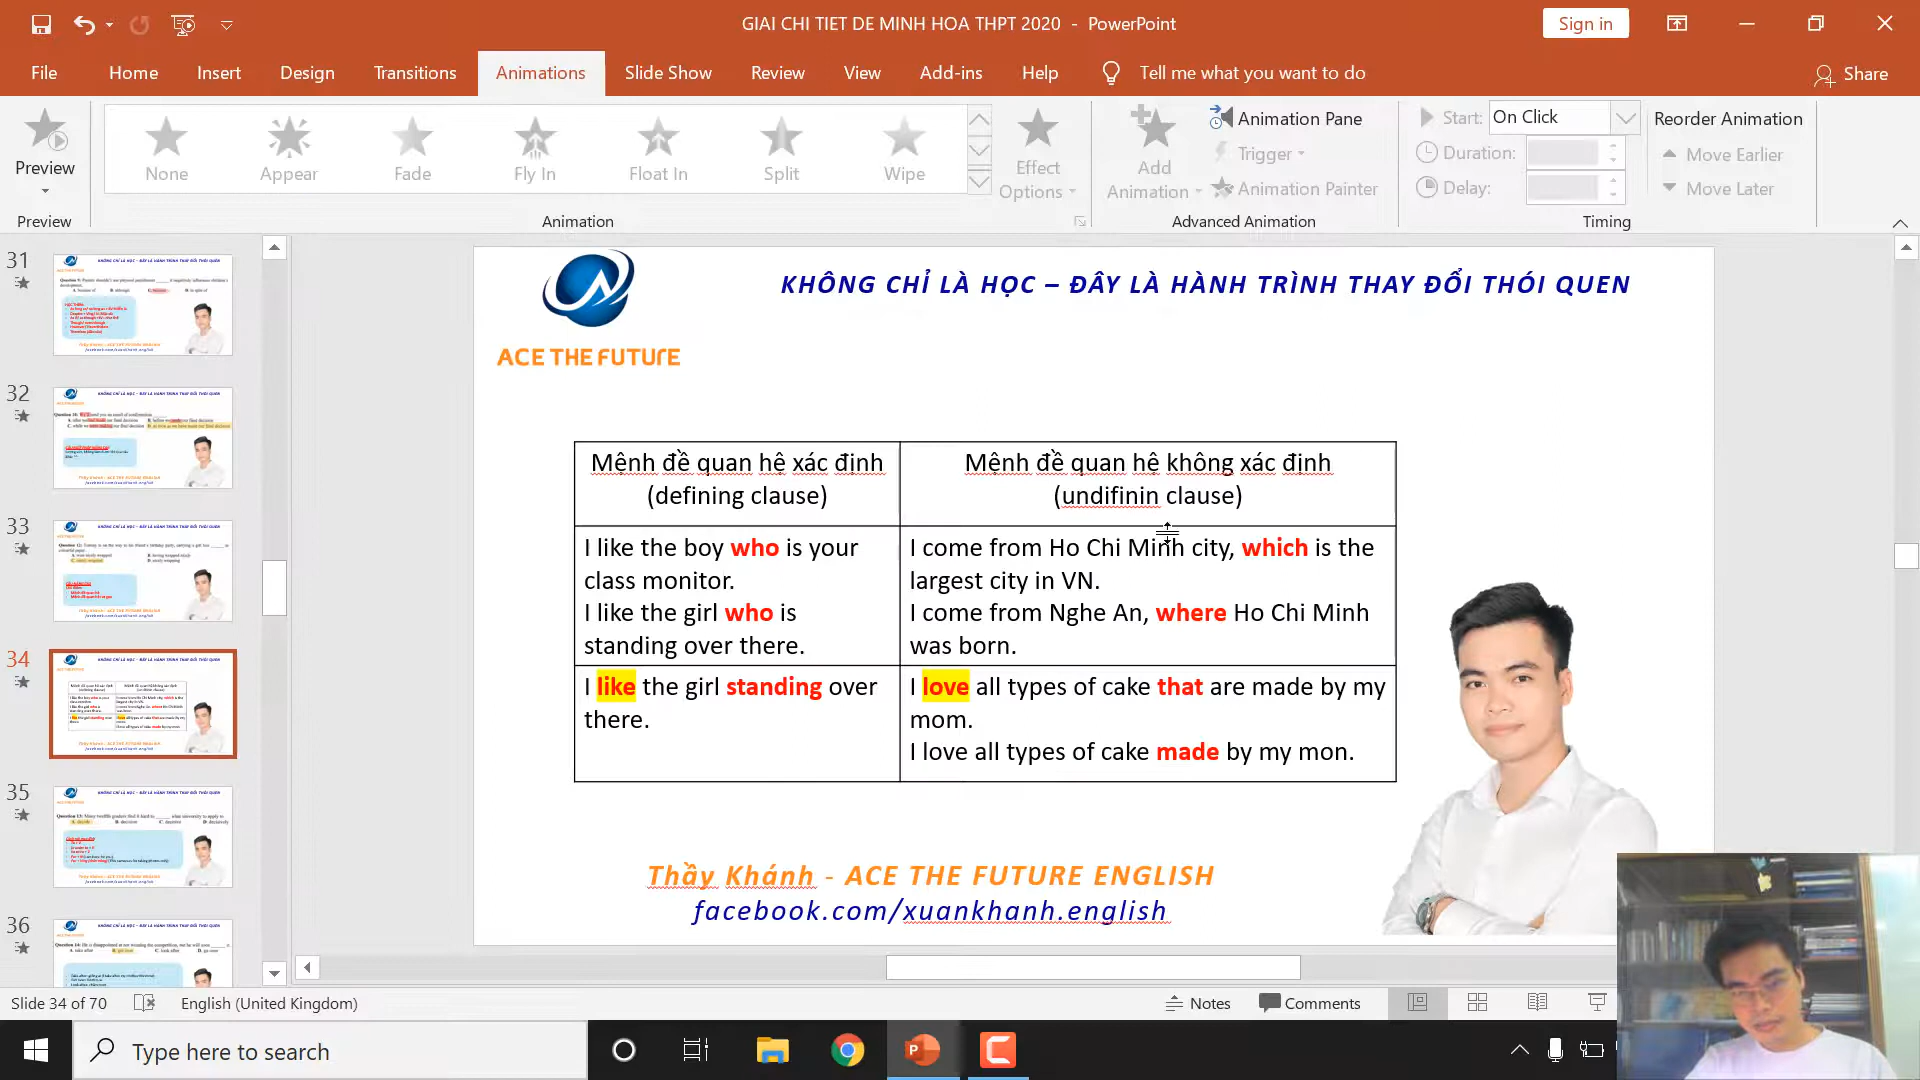 GIAI CHI TIET DE MINH HOA THPT 2020 - PowerPoint
Sign in
File Home Insert Design Transitions Animations Slide Show Review View Add-ins Help Tell me what you want to do Share
Preview
None Appear Fade Fly In Float In Split Wipe
Effect Options
Add Animation
Animation Pane
Trigger
Animation Painter
Start: On Click
Duration:
Delay:
Reorder Animation
Move Earlier
Move Later
Preview Animation Advanced Animation Timing
31
32
33
34
35
36
KHÔNG CHỈ LÀ HỌC – ĐÂY LÀ HÀNH TRÌNH THAY ĐỔI THÓI QUEN
ACE THE FUTURE
Mệnh đề quan hệ xác định
(defining clause)
Mệnh đề quan hệ không xác định
(undifinin clause)
I like the boy who is your
class monitor.
I like the girl who is
standing over there.
I come from Ho Chi Minh city, which is the
largest city in VN.
I come from Nghe An, where Ho Chi Minh
was born.
I like the girl standing over
there.
I love all types of cake that are made by my
mom.
I love all types of cake made by my mon.
Thầy Khánh - ACE THE FUTURE ENGLISH
facebook.com/xuankhanh.english
Slide 34 of 70 English (United Kingdom) Notes Comments
Type here to search